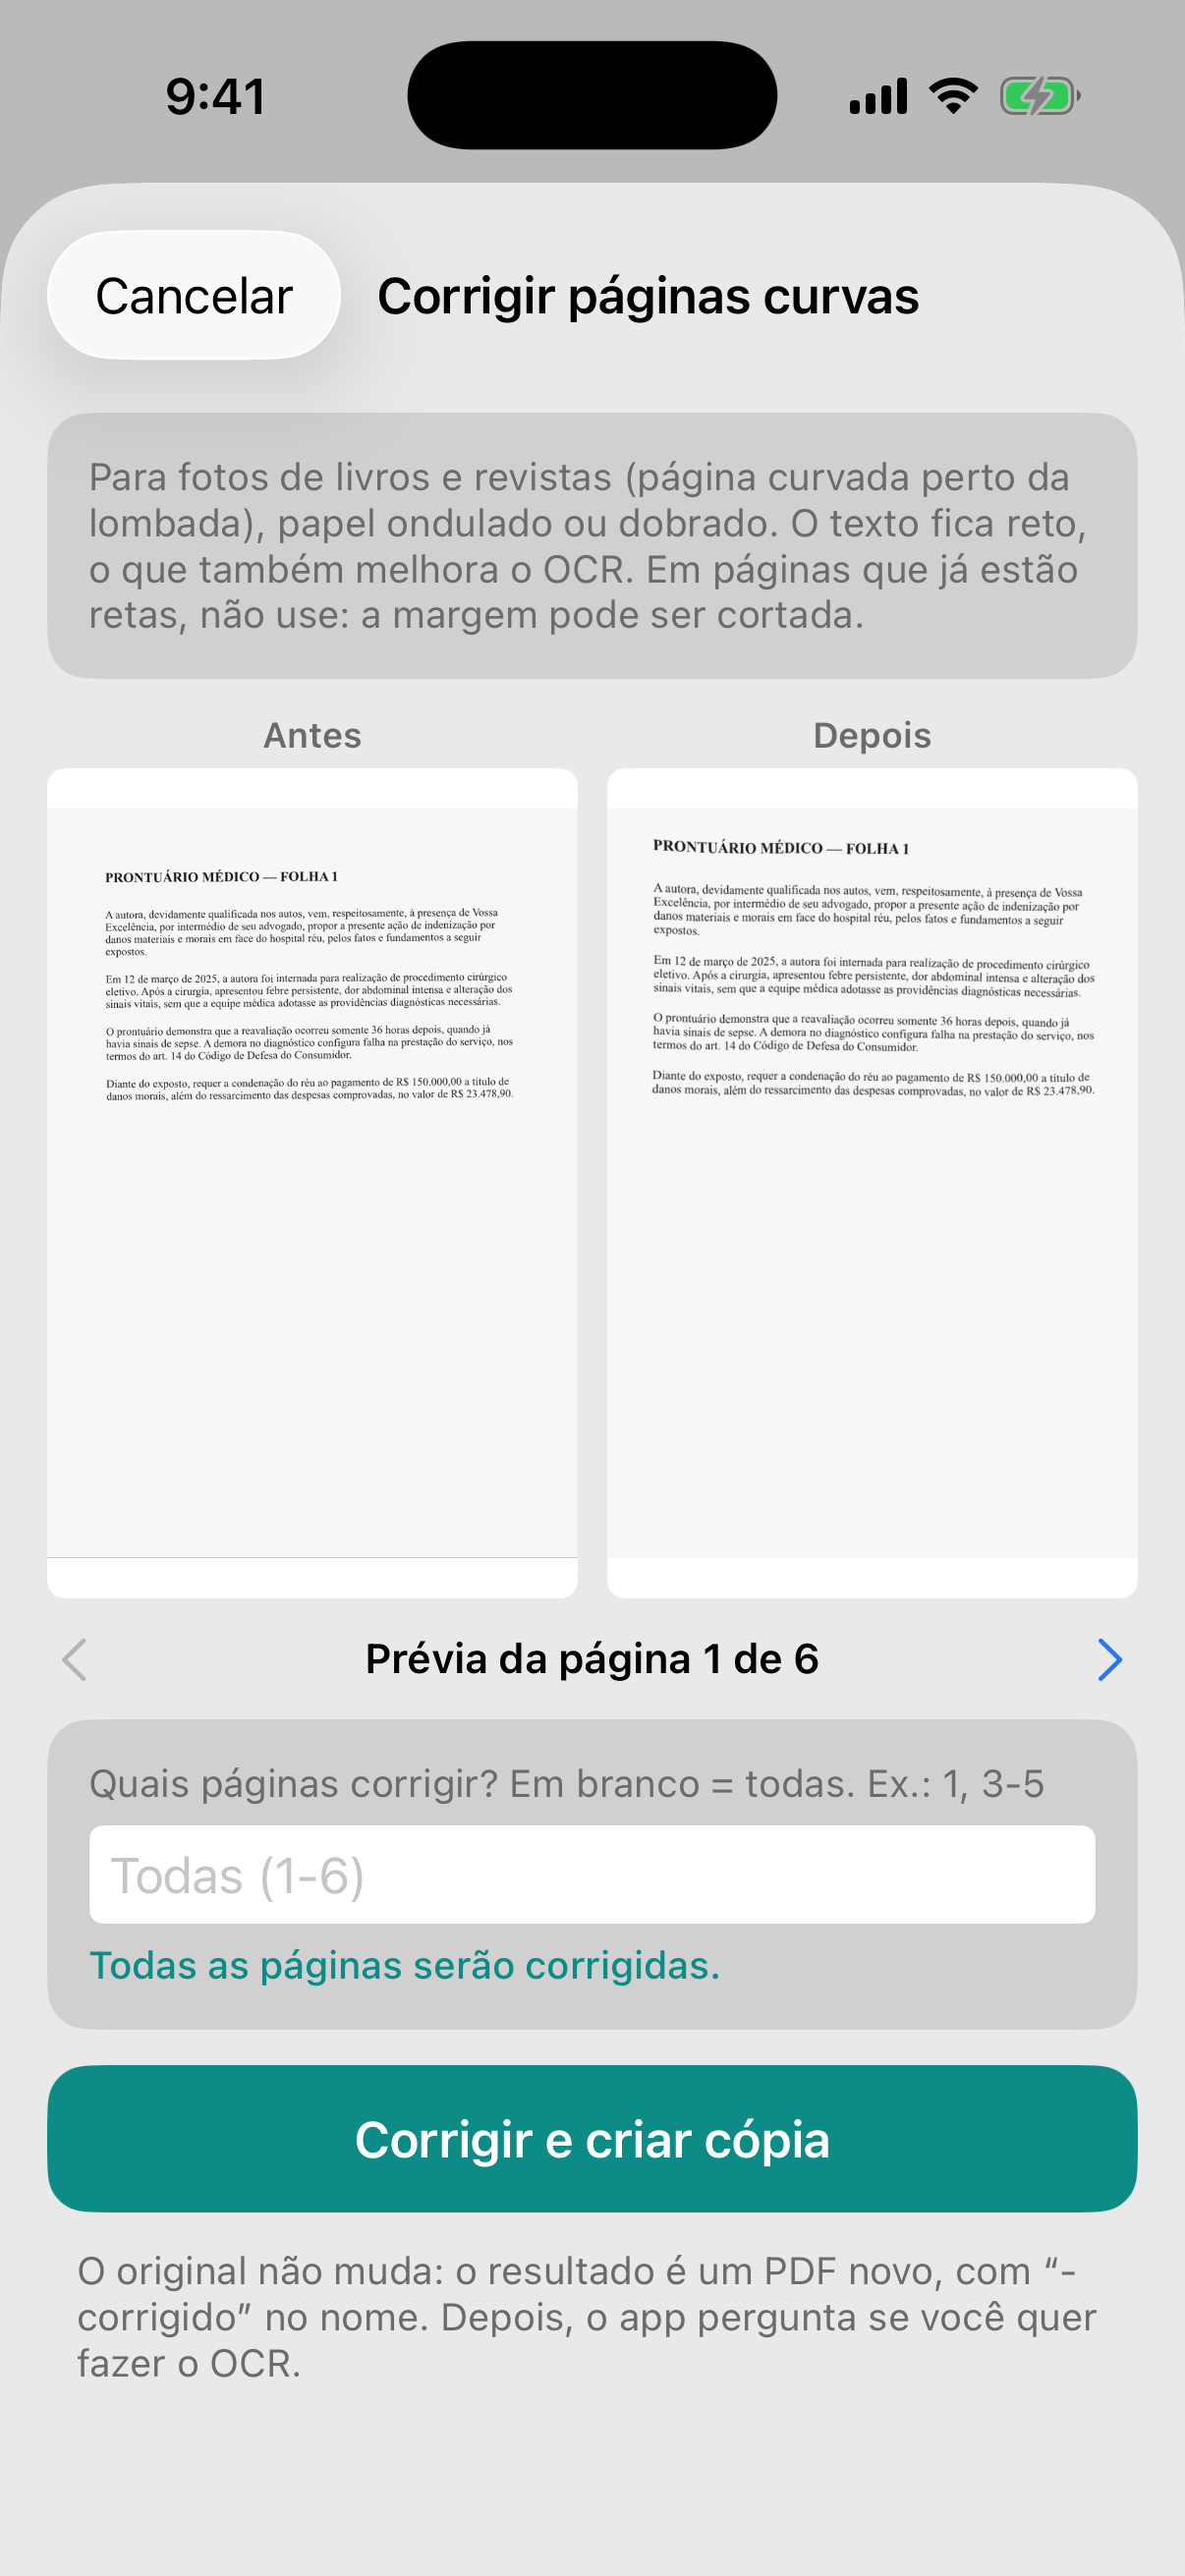 9:41
Cancelar
Corrigir páginas curvas
Para fotos de livros e revistas (página curvada perto da
lombada), papel ondulado ou dobrado. O texto fica reto,
o que também melhora o OCR. Em páginas que já estão
retas, não use: a margem pode ser cortada.
Antes
PRONTUÁRIO MÉDICO — FOLHA 1
A autora, devidamente qualificada nos autos, vem, respeitosamente, à presença de Vossa
Excelência, por intermédio de seu advogado, propor a presente ação de indenização por
danos materiais e morais em face do hospital réu, pelos fatos e fundamentos a seguir
expostos.
Em 12 de março de 2025, a autora foi internada para realização de procedimento cirúrgico
eletivo. Após a cirurgia, apresentou febre persistente, dor abdominal intensa e alteração dos
sinais vitais, sem que a equipe médica adotasse as providências diagnósticas necessárias.
O prontuário demonstra que a reavaliação ocorreu somente 36 horas depois, quando já
havia sinais de sepse. A demora no diagnóstico configura falha na prestação do serviço, nos
termos do art. 14 do Código de Defesa do Consumidor.
Diante do exposto, requer a condenação do réu ao pagamento de R$ 150.000,00 a título de
danos morais, além do ressarcimento das despesas comprovadas, no valor de R$ 23.478,90.
Depois
PRONTUÁRIO MÉDICO — FOLHA 1
A autora, devidamente qualificada nos autos, vem, respeitosamente, à presença de Vossa
Excelência, por intermédio de seu advogado, propor a presente ação de indenização por
danos materiais e morais em face do hospital réu, pelos fatos e fundamentos a seguir
expostos.
Em 12 de março de 2025, a autora foi internada para realização de procedimento cirúrgico
eletivo. Após a cirurgia, apresentou febre persistente, dor abdominal intensa e alteração dos
sinais vitais, sem que a equipe médica adotasse as providências diagnósticas necessárias.
O prontuário demonstra que a reavaliação ocorreu somente 36 horas depois, quando já
havia sinais de sepse. A demora no diagnóstico configura falha na prestação do serviço, nos
termos do art. 14 do Código de Defesa do Consumidor.
Diante do exposto, requer a condenação do réu ao pagamento de R$ 150.000,00 a título de
danos morais, além do ressarcimento das despesas comprovadas, no valor de R$ 23.478,90.
Prévia da página 1 de 6
Quais páginas corrigir? Em branco = todas. Ex.: 1, 3-5
Todas (1-6)
Todas as páginas serão corrigidas.
Corrigir e criar cópia
O original não muda: o resultado é um PDF novo, com “-
corrigido” no nome. Depois, o app pergunta se você quer
fazer o OCR.